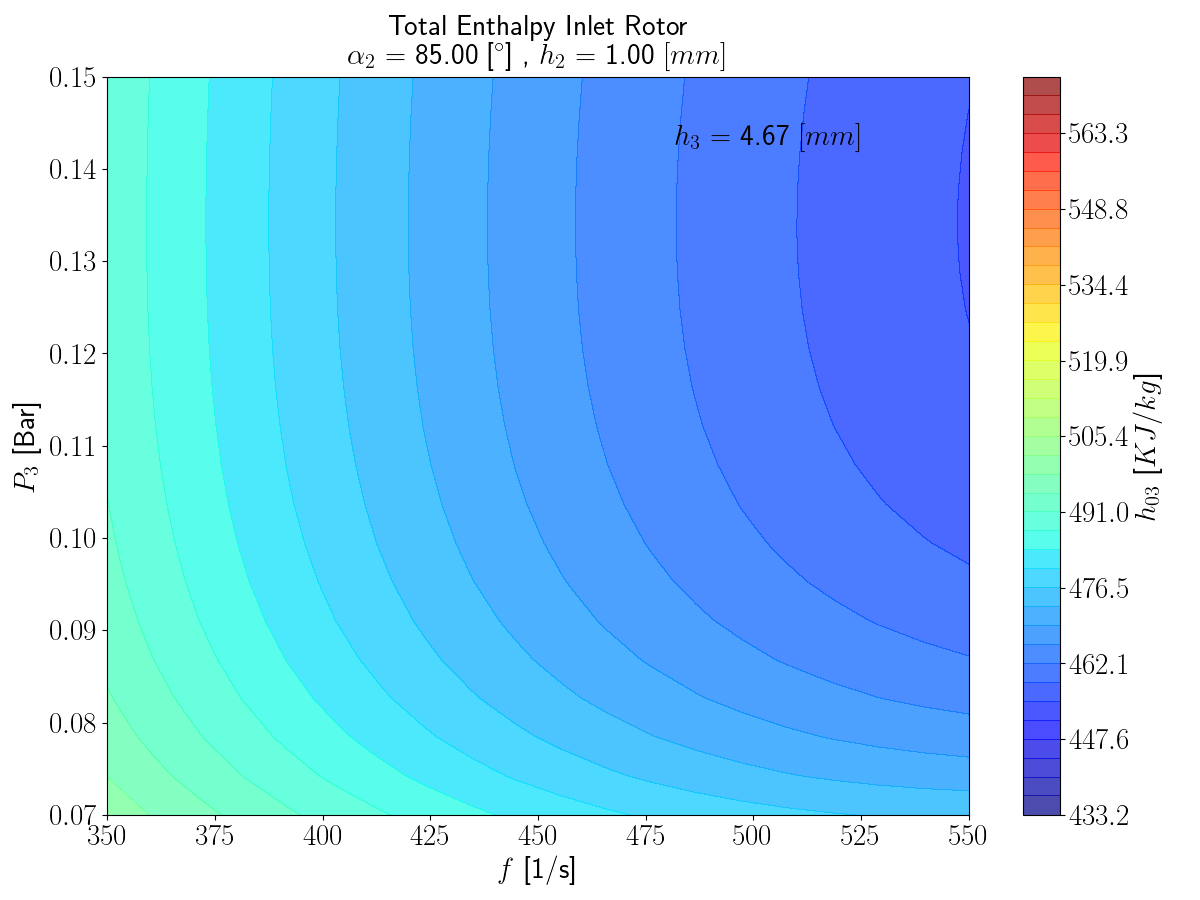 Total Enthalpy Inlet Rotor
α₂ = 85.00 [°] , h₂ = 1.00 [mm]
0.15
0.14
0.13
0.12
0.11
0.10
0.09
0.08
0.07
P₃ [Bar]
h₃ = 4.67 [mm]
350 375 400 425 450 475 500 525 550
f [1/s]
563.3
548.8
534.4
519.9
505.4
491.0
476.5
462.1
447.6
433.2
h₀₃ [KJ/kg]